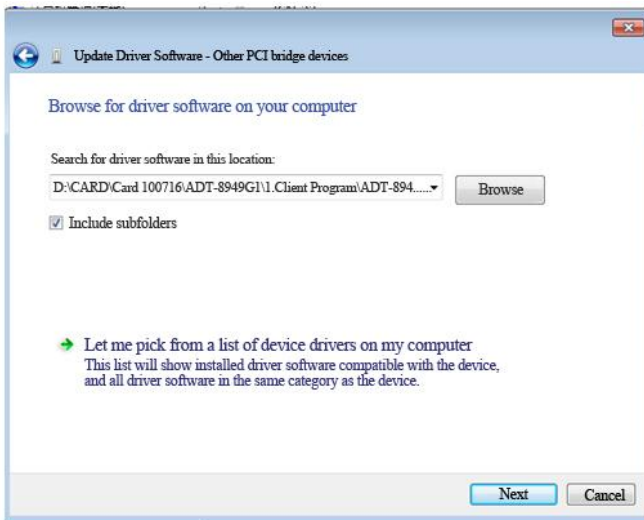 Update Driver Software - Other PCI bridge devices
Browse for driver software on your computer
Search for driver software in this location:
D:\CARD\Card 100716\ADT-8949G1\1.Client Program\ADT-894......
Browse
Include subfolders
Let me pick from a list of device drivers on my computer
This list will show installed driver software compatible with the device,
and all driver software in the same category as the device.
Next
Cancel